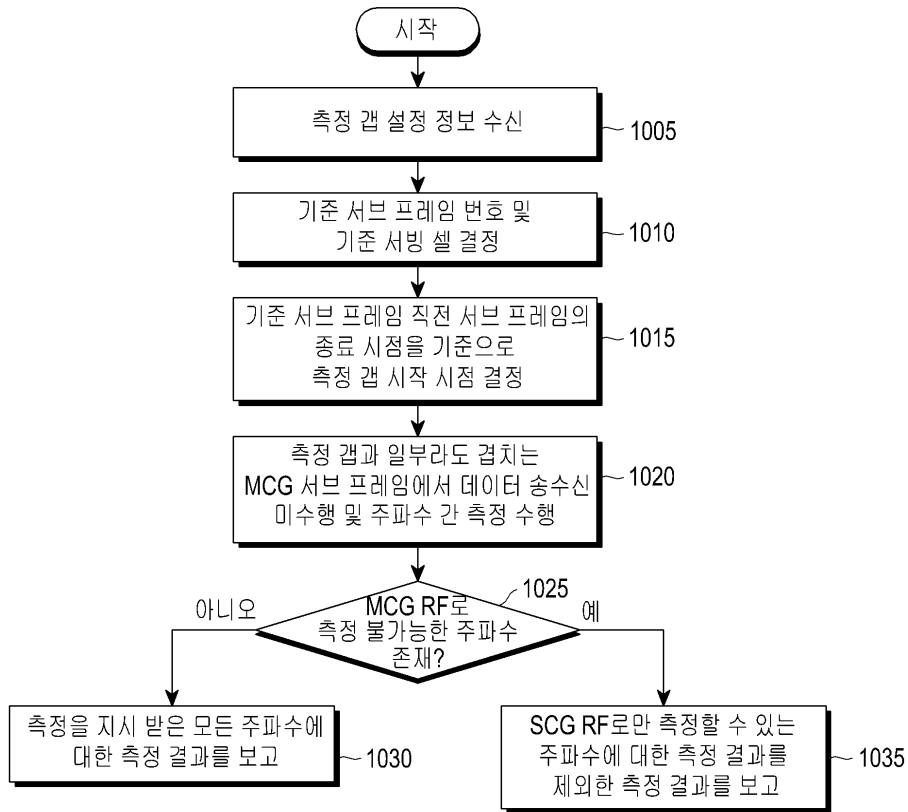 시작
측정 갭 설정 정보 수신
1005
기준 서브 프레임 번호 및
기준 서빙 셀 결정
1010
기준 서브 프레임 직전 서브 프레임의
종료 시점을 기준으로
측정 갭 시작 시점 결정
1015
측정 갭과 일부라도 겹치는
MCG 서브 프레임에서 데이터 송수신
미수행 및 주파수 간 측정 수행
1020
1025
MCG RF로
측정 불가능한 주파수
존재?
아니오
예
측정을 지시 받은 모든 주파수에
대한 측정 결과를 보고
1030
SCG RF로만 측정할 수 있는
주파수에 대한 측정 결과를
제외한 측정 결과를 보고
1035